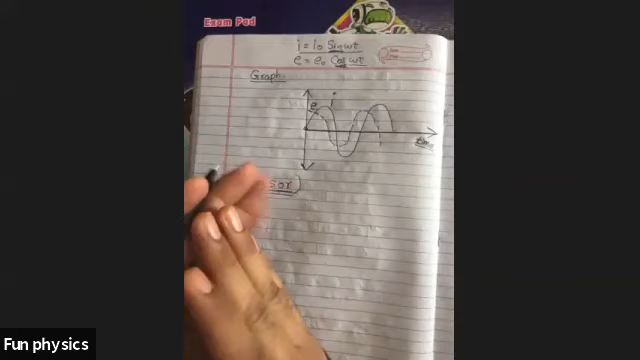 Exam Pad
i = i₀ Sinωt
e = e₀ Cosωt
Graph:
e i
Fun physics